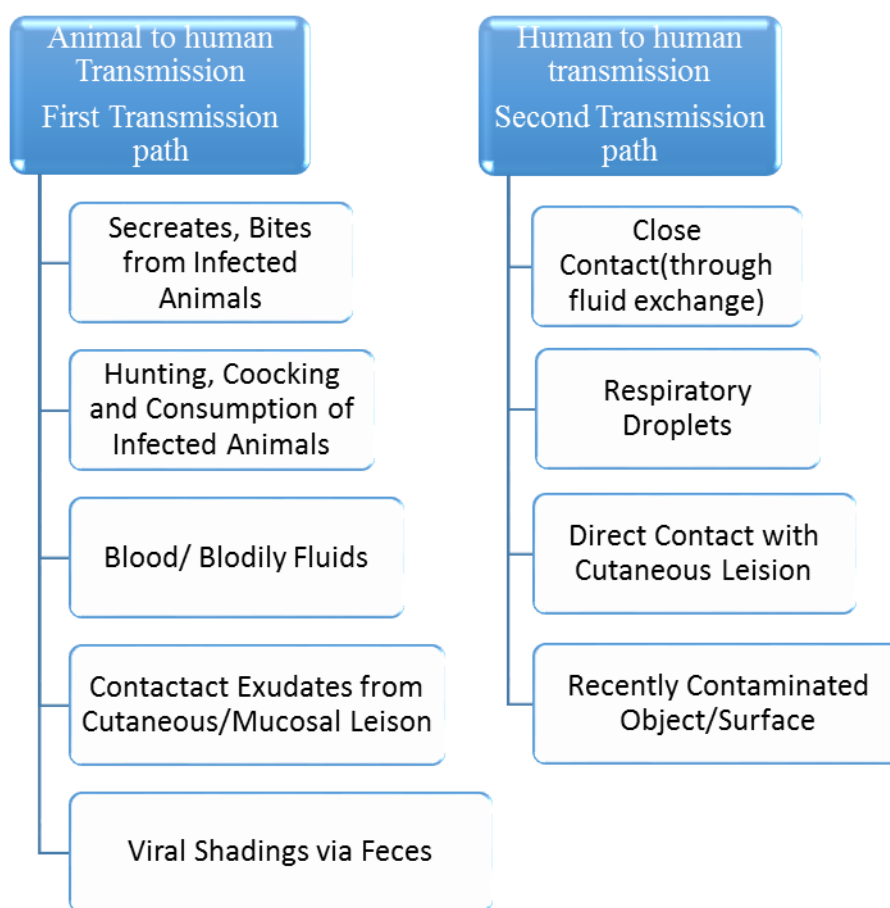 Animal to human
Transmission
First Transmission
path
Secreates, Bites
from Infected
Animals
Hunting, Coocking
and Consumption of
Infected Animals
Blood/ Blodily Fluids
Contactact Exudates from
Cutaneous/Mucosal Leison
Viral Shadings via Feces
Human to human
transmission
Second Transmission
path
Close
Contact(through
fluid exchange)
Respiratory
Droplets
Direct Contact with
Cutaneous Leision
Recently Contaminated
Object/Surface